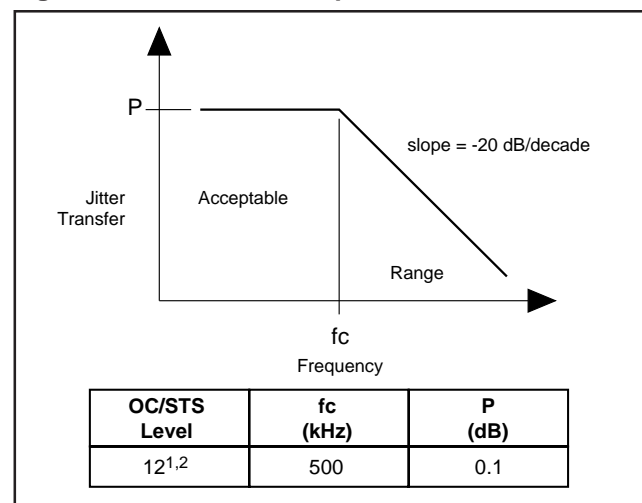 P
slope = -20 dB/decade
Jitter
Transfer
Acceptable
Range
fc
Frequency
OC/STS Level	fc (kHz)	P (dB)
12^1,2	500	0.1